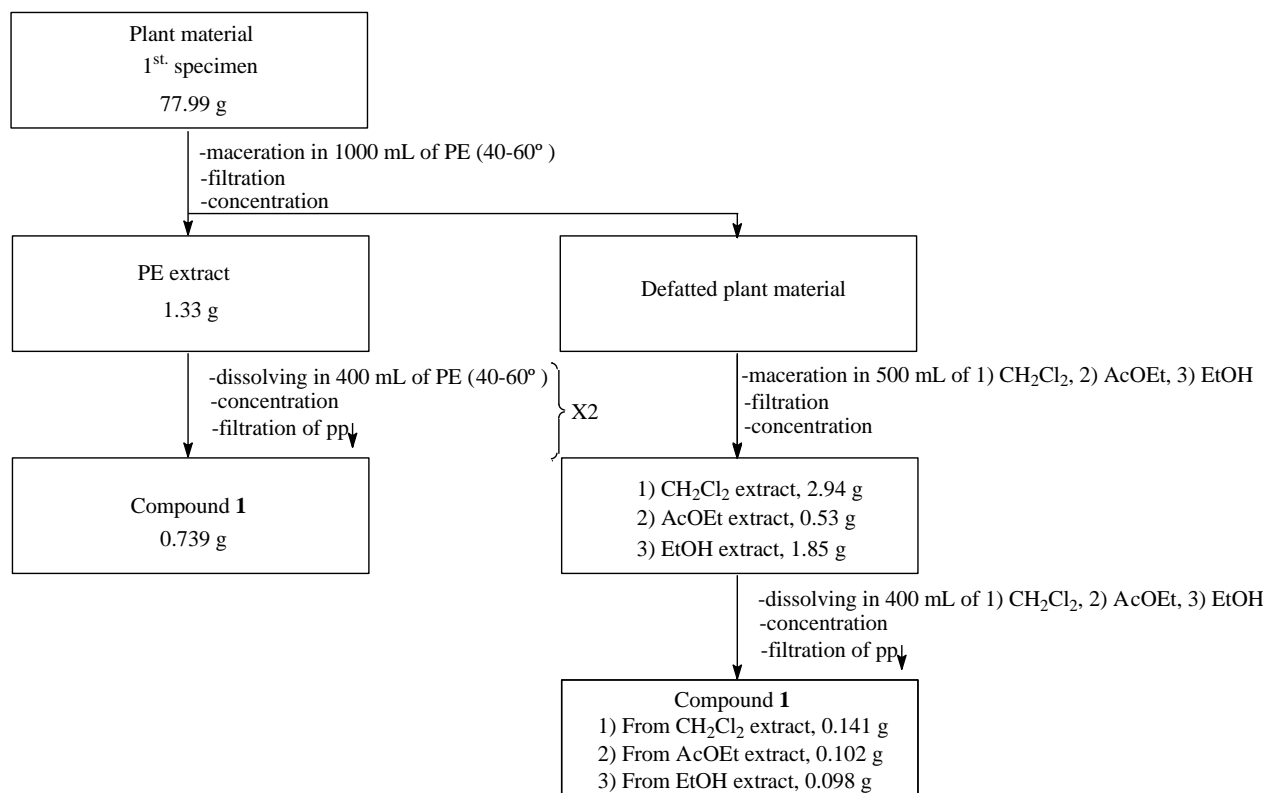 Plant material
1st. specimen
77.99 g
-maceration in 1000 mL of PE (40-60º )
-filtration
-concentration
PE extract
1.33 g
Defatted plant material
-dissolving in 400 mL of PE (40-60º )
-concentration
-filtration of pp
X2
-maceration in 500 mL of 1) CH2Cl2, 2) AcOEt, 3) EtOH
-filtration
-concentration
Compound 1
0.739 g
1) CH2Cl2 extract, 2.94 g
2) AcOEt extract, 0.53 g
3) EtOH extract, 1.85 g
-dissolving in 400 mL of 1) CH2Cl2, 2) AcOEt, 3) EtOH
-concentration
-filtration of pp
Compound 1
1) From CH2Cl2 extract, 0.141 g
2) From AcOEt extract, 0.102 g
3) From EtOH extract, 0.098 g